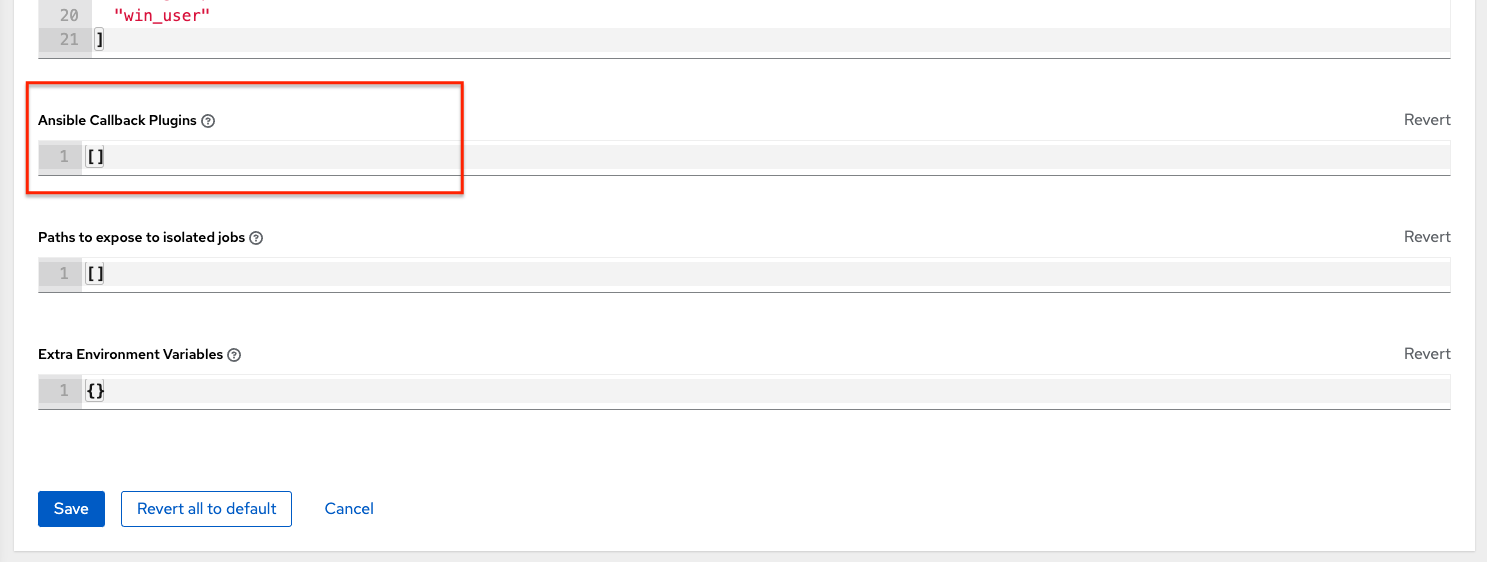 20 "win_user"
21 ]
Ansible Callback Plugins Revert
1 []
Paths to expose to isolated jobs Revert
1 []
Extra Environment Variables Revert
1 {}
Save Revert all to default Cancel